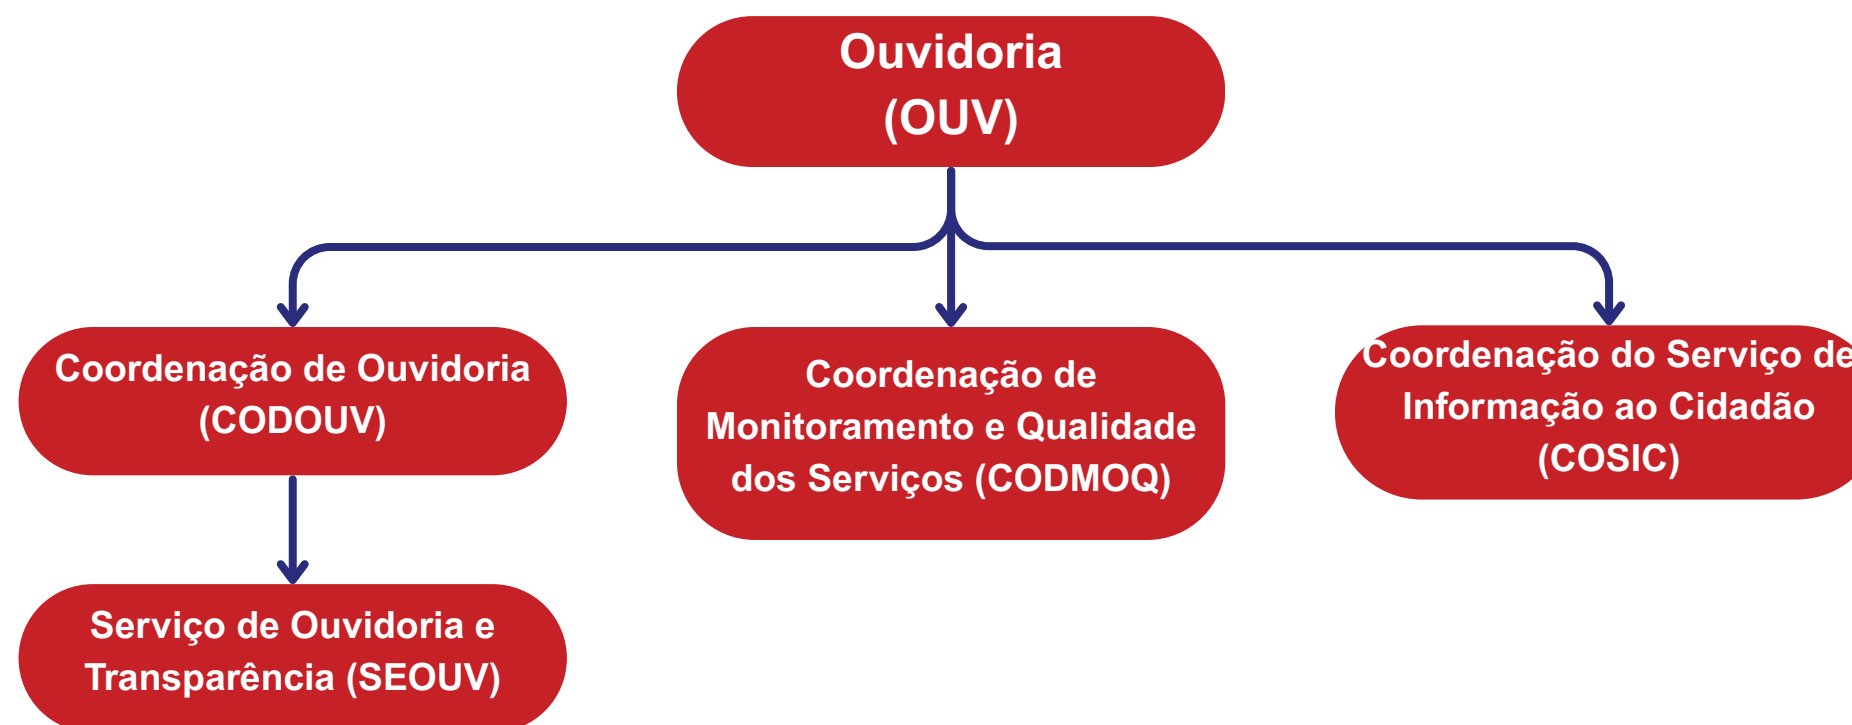 Ouvidoria
(OUV)
Coordenação de Ouvidoria
(CODOUV)
Coordenação de
Monitoramento e Qualidade
dos Serviços (CODMOQ)
Coordenação do Serviço de
Informação ao Cidadão
(COSIC)
Serviço de Ouvidoria e
Transparência (SEOUV)